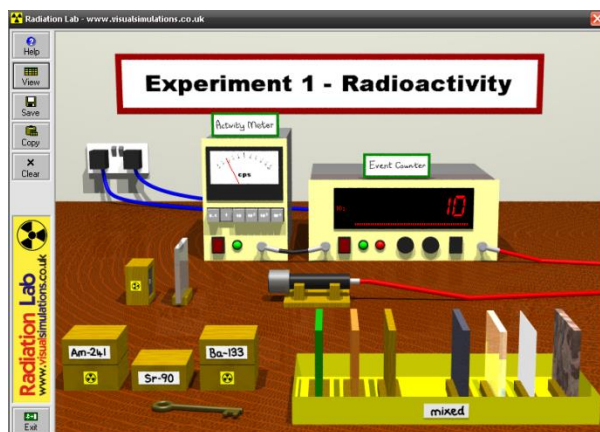 Radiation Lab - www.visualsimulations.co.uk
Help
View
Save
Copy
Clear
Exit
Radiation Lab
www.visualsimulations.co.uk
Experiment 1 - Radioactivity
Activity Meter
cps
Event Counter
10
Am-241
Sr-90
Ba-133
mixed